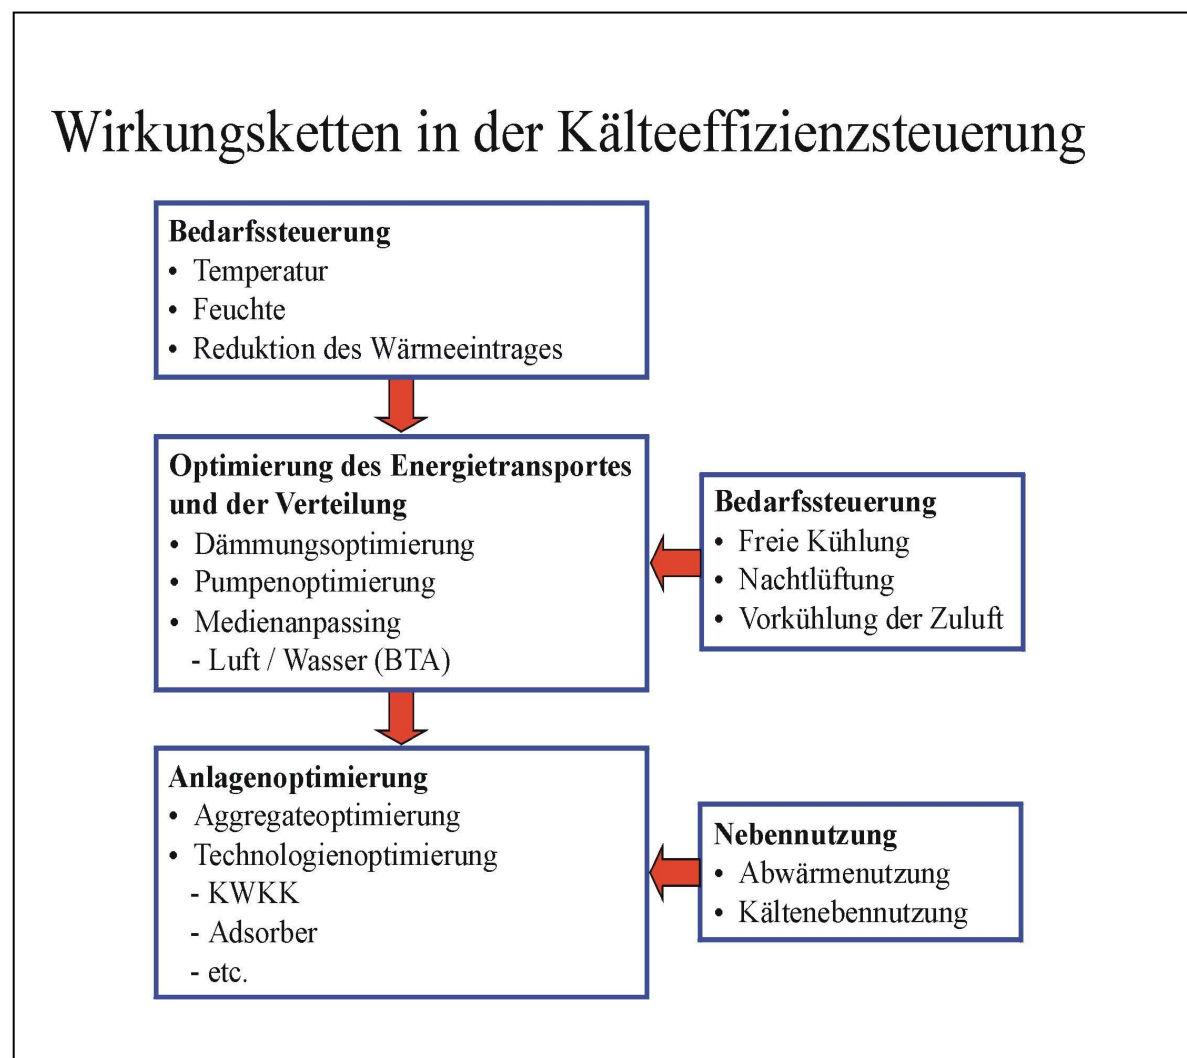 Wirkungsketten in der Kälteeffizienzsteuerung
Bedarfssteuerung
• Temperatur
• Feuchte
• Reduktion des Wärmeeintrages
Optimierung des Energietransportes
und der Verteilung
• Dämmungsoptimierung
• Pumpenoptimierung
• Medienanpassing
- Luft / Wasser (BTA)
Bedarfssteuerung
• Freie Kühlung
• Nachtlüftung
• Vorkühlung der Zuluft
Anlagenoptimierung
• Aggregateoptimierung
• Technologienoptimierung
- KWKK
- Adsorber
- etc.
Nebennutzung
• Abwärmenutzung
• Kältenebennutzung